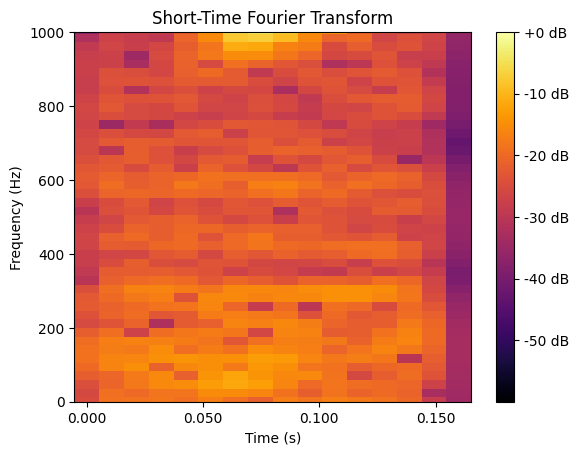 Short-Time Fourier Transform
1000
800
600
400
200
0
Frequency (Hz)
0.000
0.050
0.100
0.150
Time (s)
+0 dB
-10 dB
-20 dB
-30 dB
-40 dB
-50 dB